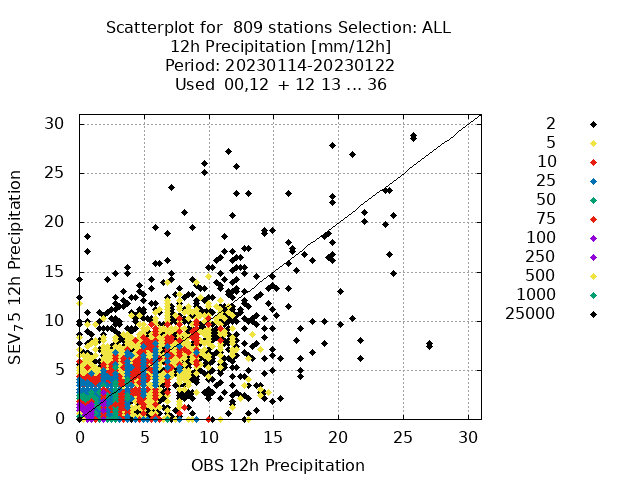 Scatterplot for  809 stations Selection: ALL
12h Precipitation [mm/12h]
Period: 20230114-20230122
Used  00,12  + 12 13 ... 36
SEV₇5 12h Precipitation
30
25
20
15
10
5
0
0 5 10 15 20 25 30
OBS 12h Precipitation
2
5
10
25
50
75
100
250
500
1000
25000